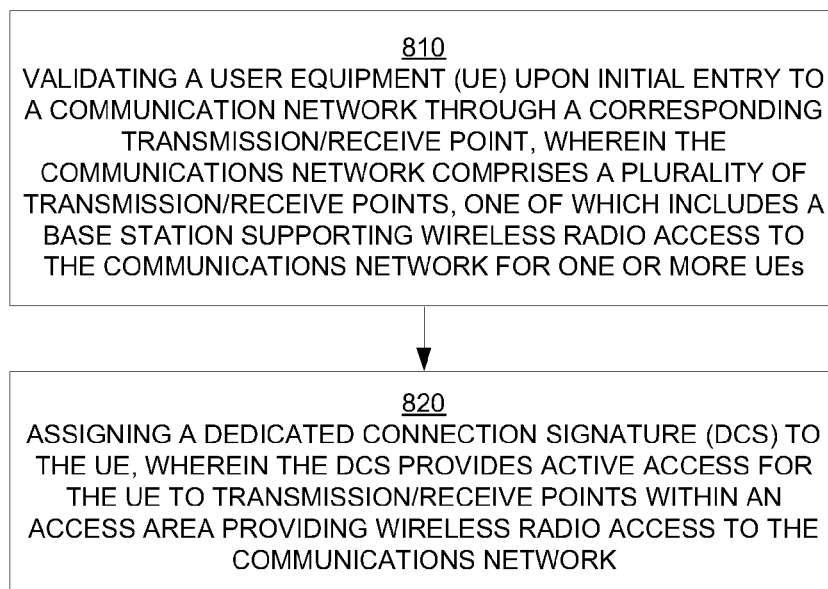 810
VALIDATING A USER EQUIPMENT (UE) UPON INITIAL ENTRY TO
A COMMUNICATION NETWORK THROUGH A CORRESPONDING
TRANSMISSION/RECEIVE POINT, WHEREIN THE
COMMUNICATIONS NETWORK COMPRISES A PLURALITY OF
TRANSMISSION/RECEIVE POINTS, ONE OF WHICH INCLUDES A
BASE STATION SUPPORTING WIRELESS RADIO ACCESS TO
THE COMMUNICATIONS NETWORK FOR ONE OR MORE UEs
820
ASSIGNING A DEDICATED CONNECTION SIGNATURE (DCS) TO
THE UE, WHEREIN THE DCS PROVIDES ACTIVE ACCESS FOR
THE UE TO TRANSMISSION/RECEIVE POINTS WITHIN AN
ACCESS AREA PROVIDING WIRELESS RADIO ACCESS TO THE
COMMUNICATIONS NETWORK